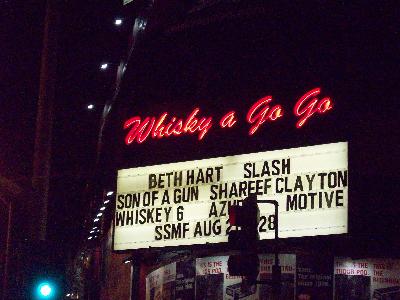 Whisky a Go Go
BETH HART SLASH
SON OF A GUN SHAREEF CLAYTON
WHISKEY 6 MOTIVE
SSMF AUG 28